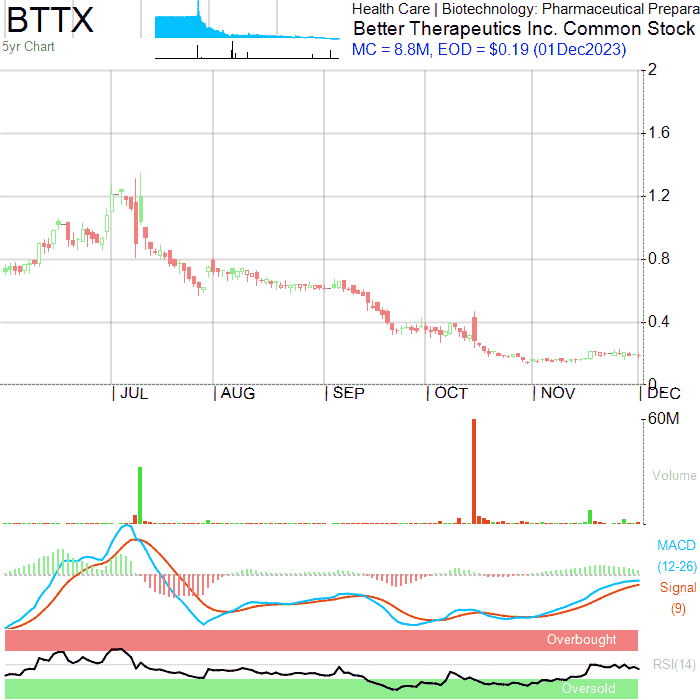 BTTX
5yr Chart
Health Care | Biotechnology: Pharmaceutical Prepara
Better Therapeutics Inc. Common Stock
MC = 8.8M, EOD = $0.19 (01Dec2023)
2
1.6
1.2
0.8
0.4
0
JUL AUG SEP OCT NOV DEC
60M
Volume
MACD
(12-26)
Signal
(9)
Overbought
RSI(14)
Oversold